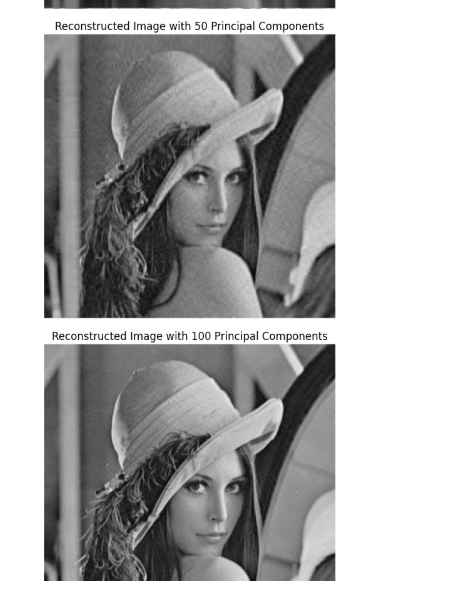 Reconstructed Image with 50 Principal Components
Reconstructed Image with 100 Principal Components